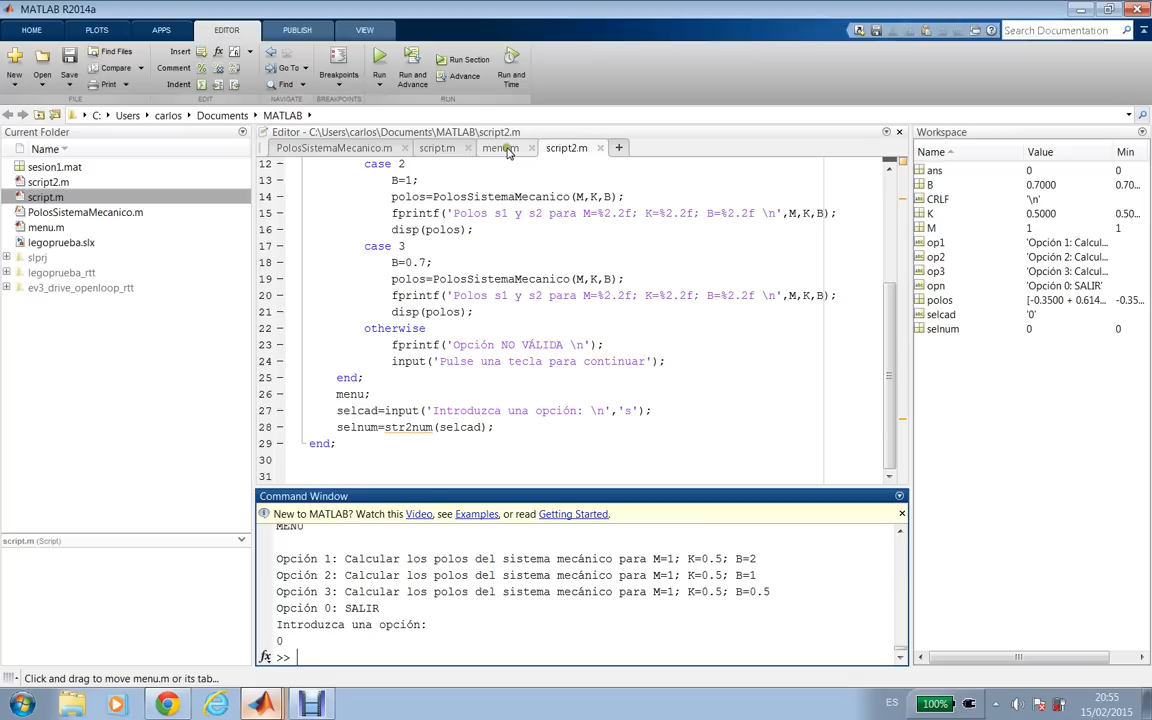 MATLAB R2014a
HOME PLOTS APPS EDITOR PUBLISH VIEW
Search Documentation
New Open Save Find Files Compare Print
Insert Comment Indent
Go To Find
Breakpoints
Run Run and Advance Run Section Advance Run and Time
FILE EDIT NAVIGATE BREAKPOINTS RUN
C: Users carlos Documents MATLAB
Current Folder
Name
sesion1.mat
script2.m
script.m
PolosSistemaMecanico.m
menu.m
legoprueba.slx
slprj
legoprueba_rtt
ev3_drive_openloop_rtt
script.m (Script)
Editor - C:\Users\carlos\Documents\MATLAB\script2.m
PolosSistemaMecanico.m script.m menu.m script2.m
12 case 2
13 B=1;
14 polos=PolosSistemaMecanico(M,K,B);
15 fprintf('Polos s1 y s2 para M=%2.2f; K=%2.2f; B=%2.2f \n',M,K,B);
16 disp(polos);
17 case 3
18 B=0.7;
19 polos=PolosSistemaMecanico(M,K,B);
20 fprintf('Polos s1 y s2 para M=%2.2f; K=%2.2f; B=%2.2f \n',M,K,B);
21 disp(polos);
22 otherwise
23 fprintf('Opción NO VÁLIDA \n');
24 input('Pulse una tecla para continuar');
25 end;
26 menu;
27 selcad=input('Introduzca una opción: \n','s');
28 selnum=str2num(selcad);
29 end;
30
31
Command Window
New to MATLAB? Watch this Video, see Examples, or read Getting Started.
MENU
Opción 1: Calcular los polos del sistema mecánico para M=1; K=0.5; B=2
Opción 2: Calcular los polos del sistema mecánico para M=1; K=0.5; B=1
Opción 3: Calcular los polos del sistema mecánico para M=1; K=0.5; B=0.5
Opción 0: SALIR
Introduzca una opción:
0
fx >>
Workspace
Name Value Min
ans 0 0
B 0.7000 0.70...
CRLF '\n'
K 0.5000 0.50...
M 1 1
op1 'Opción 1: Calcul...
op2 'Opción 2: Calcul...
op3 'Opción 3: Calcul...
opn 'Opción 0: SALIR'
polos [-0.3500 + 0.614... -0.35...
selcad '0'
selnum 0 0
Click and drag to move menu.m or its tab...
ES 100% 20:55
15/02/2015